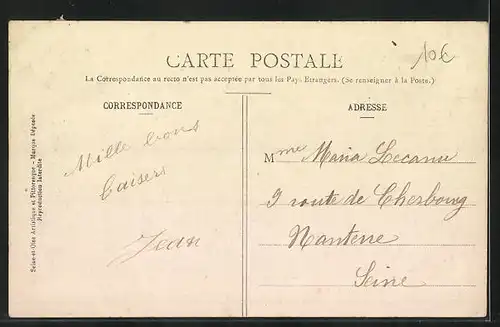 10€
CARTE POSTALE
La Correspondance au recto n'est pas acceptée par tous les Pays Etrangers. (Se renseigner à la Poste.)
CORRESPONDANCE
Mille bons
baisers
Jean
ADRESSE
Mme Maria Lecanu
9 route de Cherbourg
Nanterre
Seine
Seine-et-Oise Artistique et Pittoresque - Marque Déposée
Reproduction Interdite